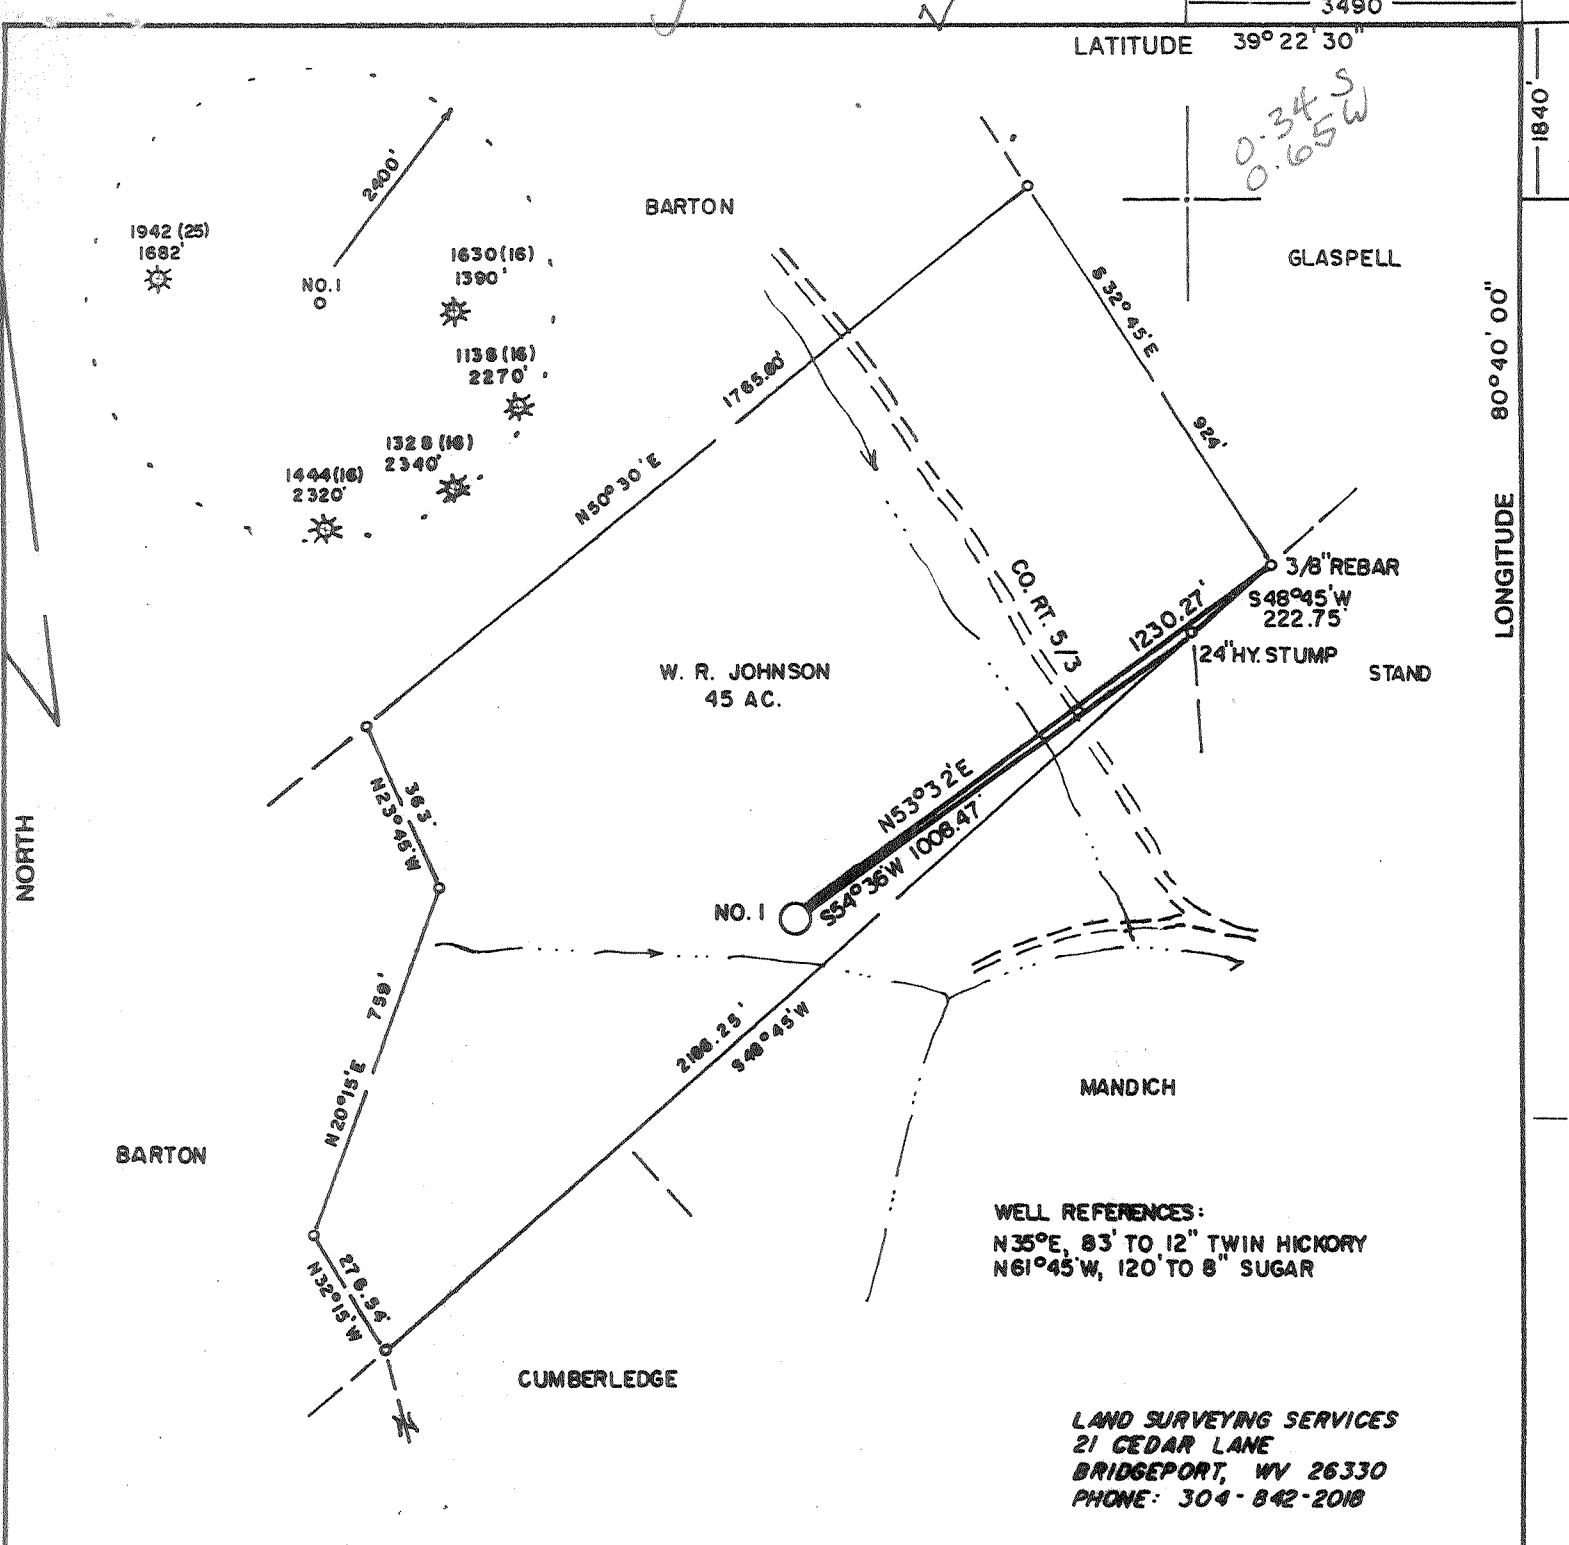 3490
LATITUDE 39° 22' 30"
1840'
0.34 S
0.65 W
2400'
BARTON
1942 (25)
1682'
1630 (16)
1390'
NO. 1
GLASPELL
S 32° 45' E
924'
LONGITUDE 80° 40' 00"
1138 (16)
2270'
1765.80'
N50° 30' E
1328 (16)
2340'
1444 (16)
2320'
CO. RT. 5/3
3/8" REBAR
S48°45'W
222.75'
1230.27'
24" HY. STUMP
STAND
W. R. JOHNSON
45 AC.
N53°32'E
S54°36'W 1008.47'
363'
N23°45'W
NORTH
NO. 1
759'
N20°15'E
2186.25'
S48°45'W
MANDICH
BARTON
WELL REFERENCES:
N35°E, 83' TO 12" TWIN HICKORY
N61°45'W, 120' TO 8" SUGAR
276.54'
N32°15'W
CUMBERLEDGE
LAND SURVEYING SERVICES
21 CEDAR LANE
BRIDGEPORT, WV 26330
PHONE: 304-842-2018